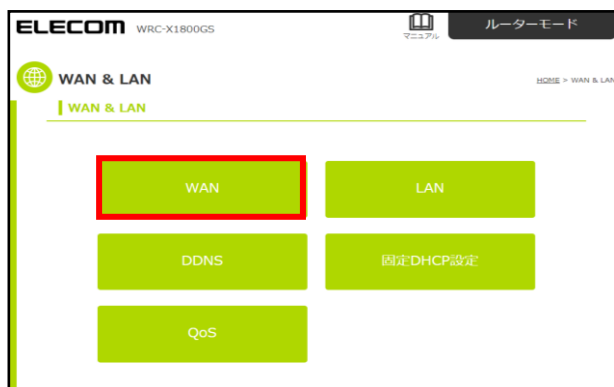 ELECOM WRC-X1800GS
マニュアル
ルーターモード
WAN & LAN
HOME > WAN & LAN
WAN & LAN
WAN
LAN
DDNS
固定DHCP設定
QoS